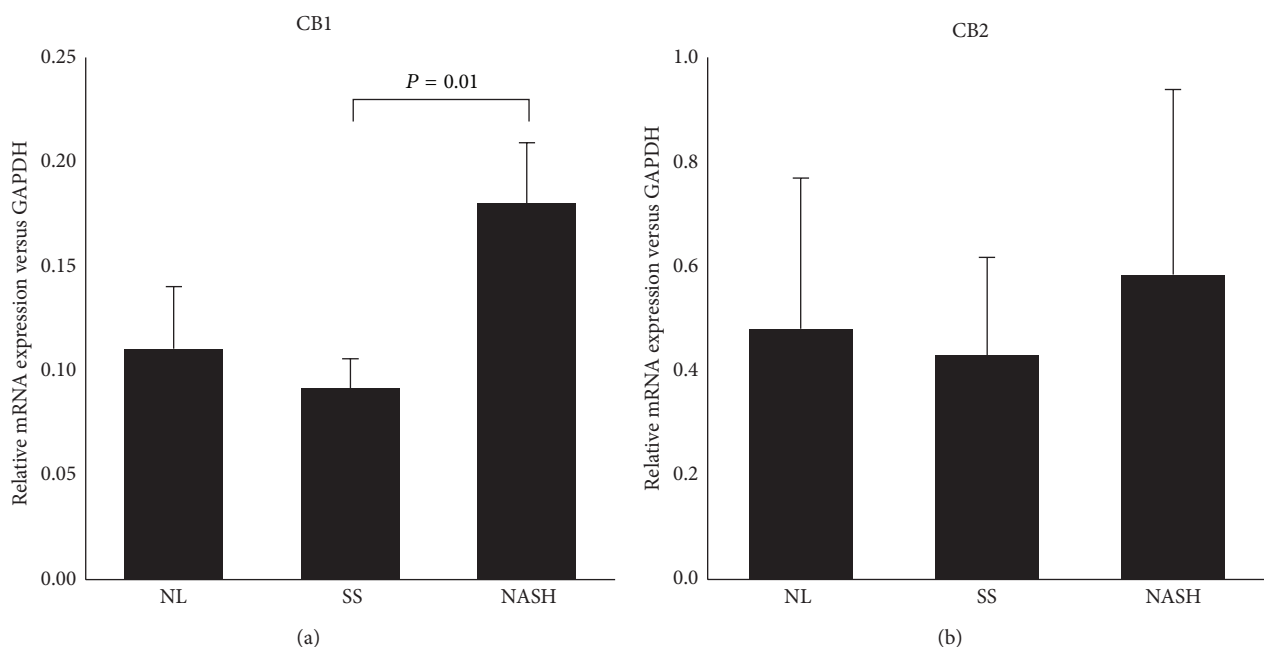 CB1
Relative mRNA expression versus GAPDH
0.25
0.20
0.15
0.10
0.05
0.00
P = 0.01
NL
SS
NASH
(a)
CB2
Relative mRNA expression versus GAPDH
1.0
0.8
0.6
0.4
0.2
0.0
NL
SS
NASH
(b)